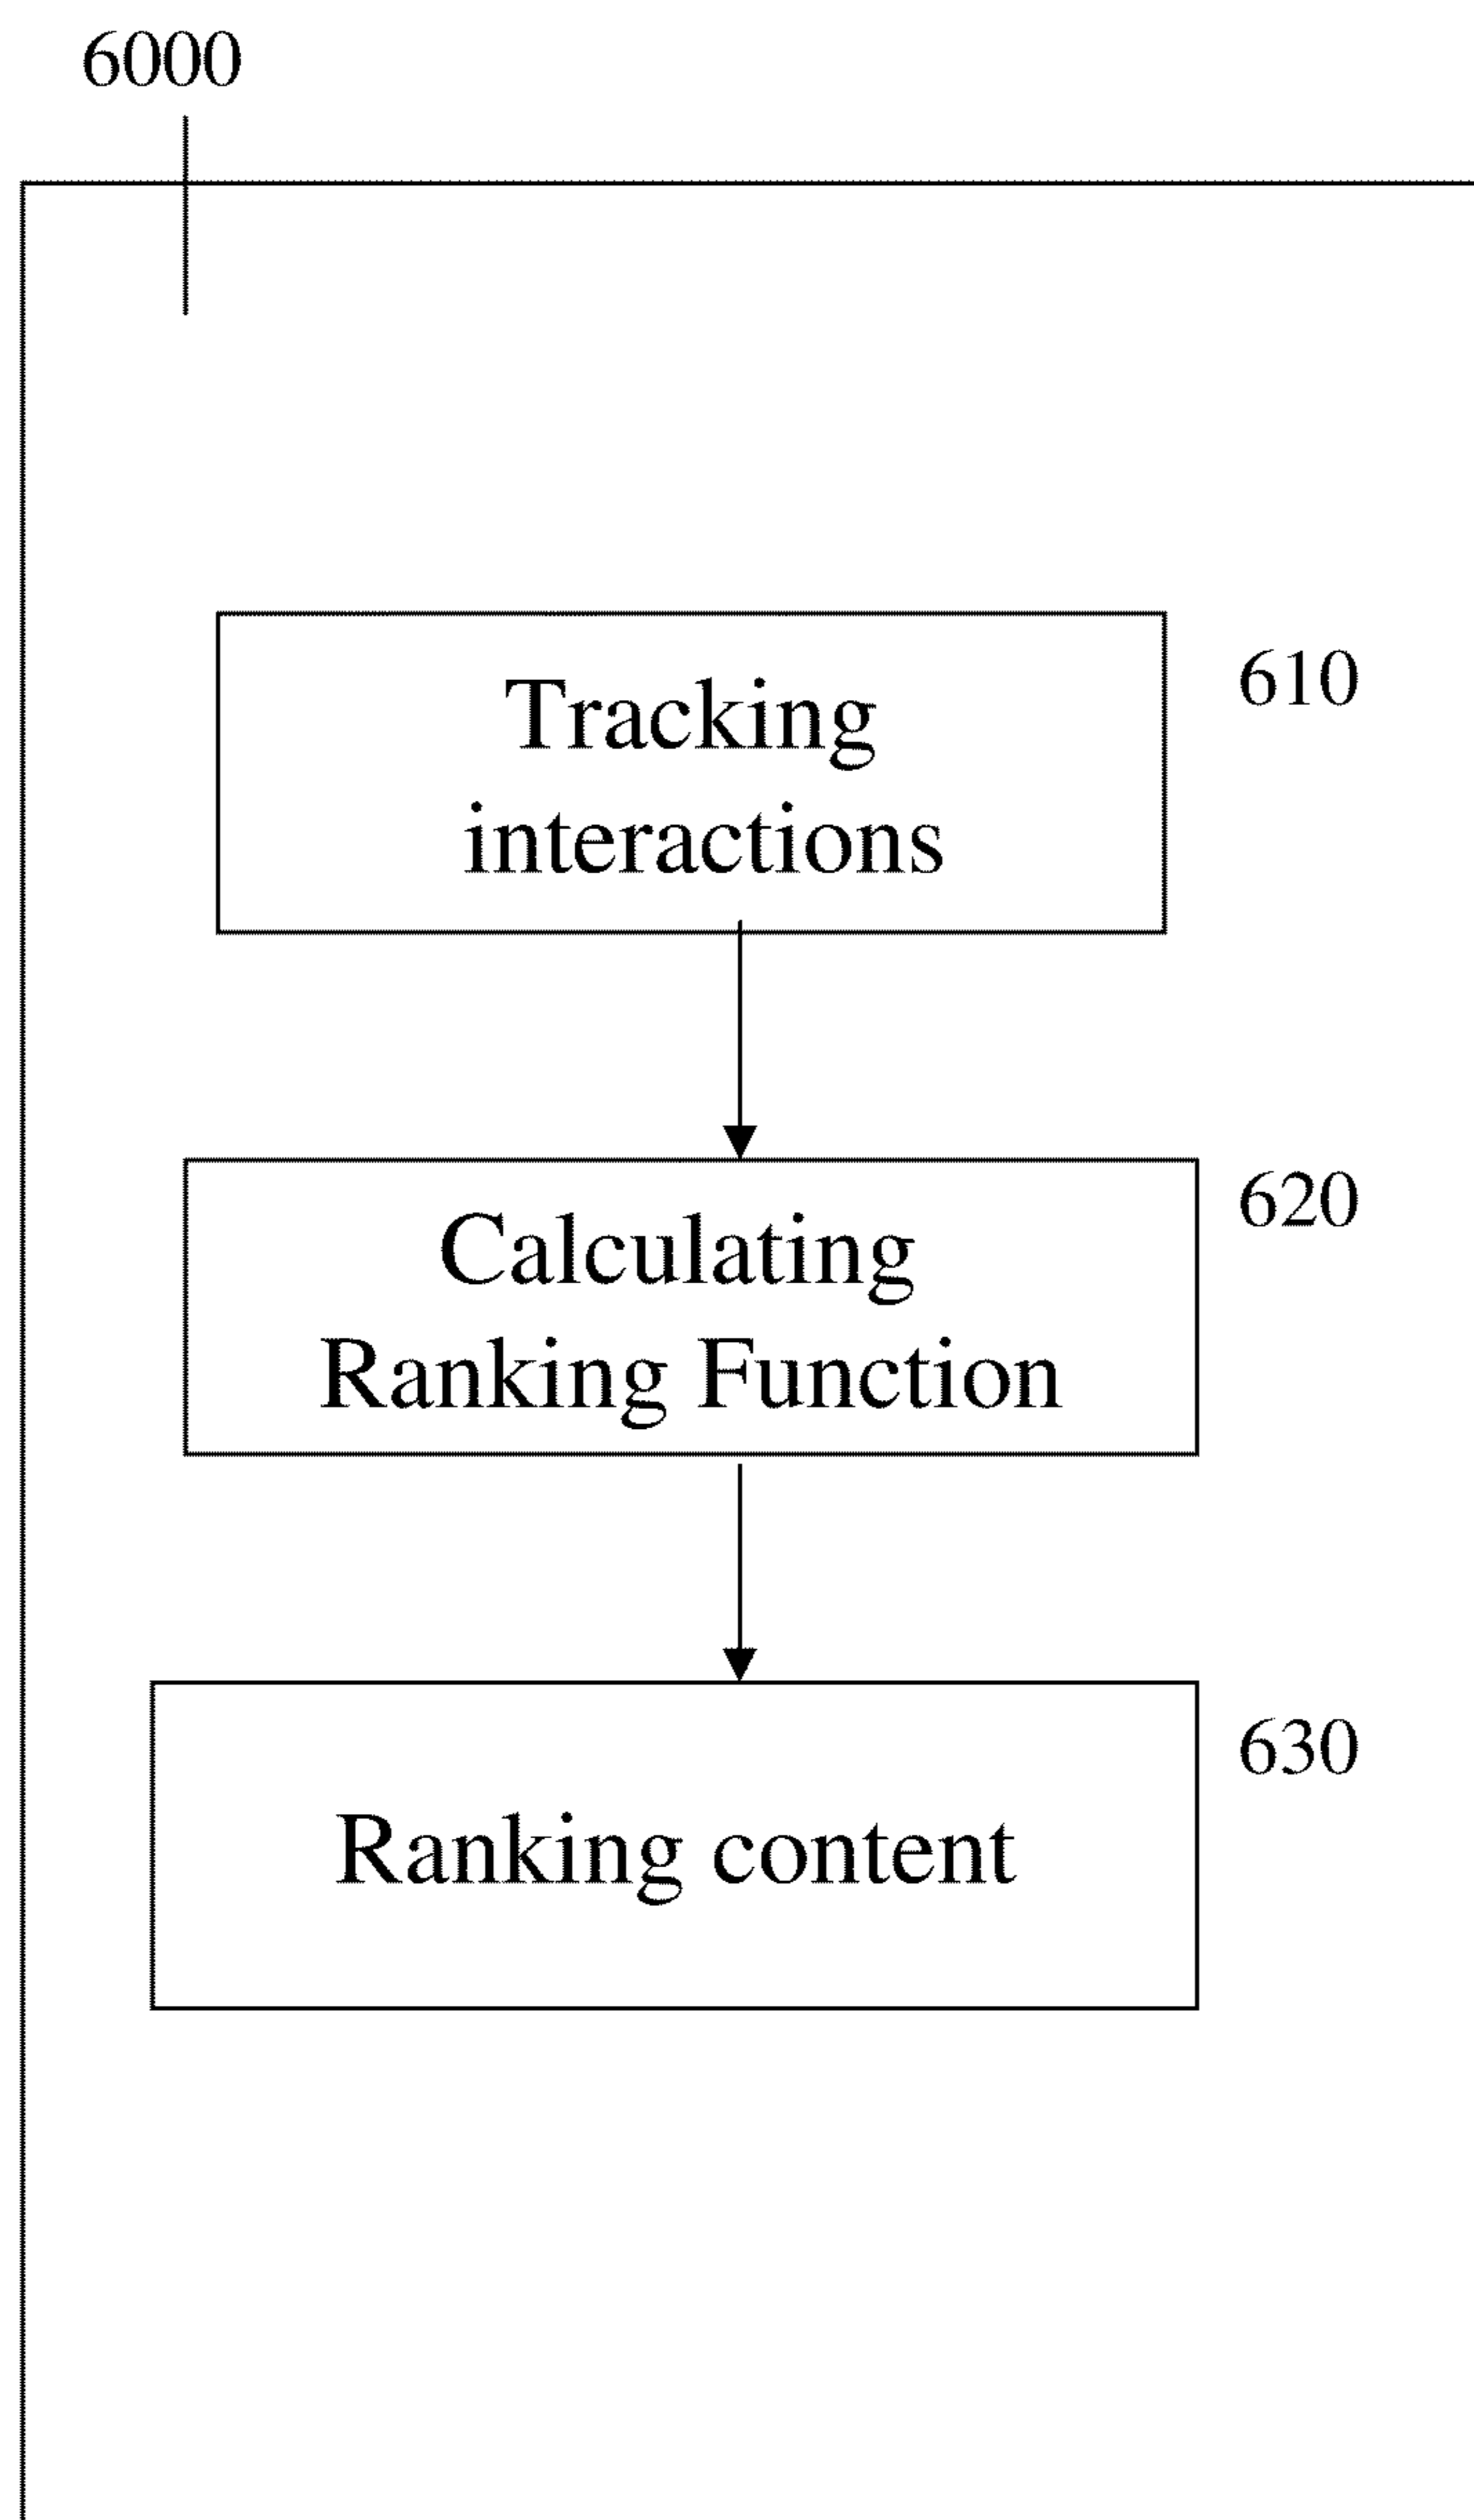 6000
Tracking
interactions
610
Calculating
Ranking Function
620
Ranking content
630